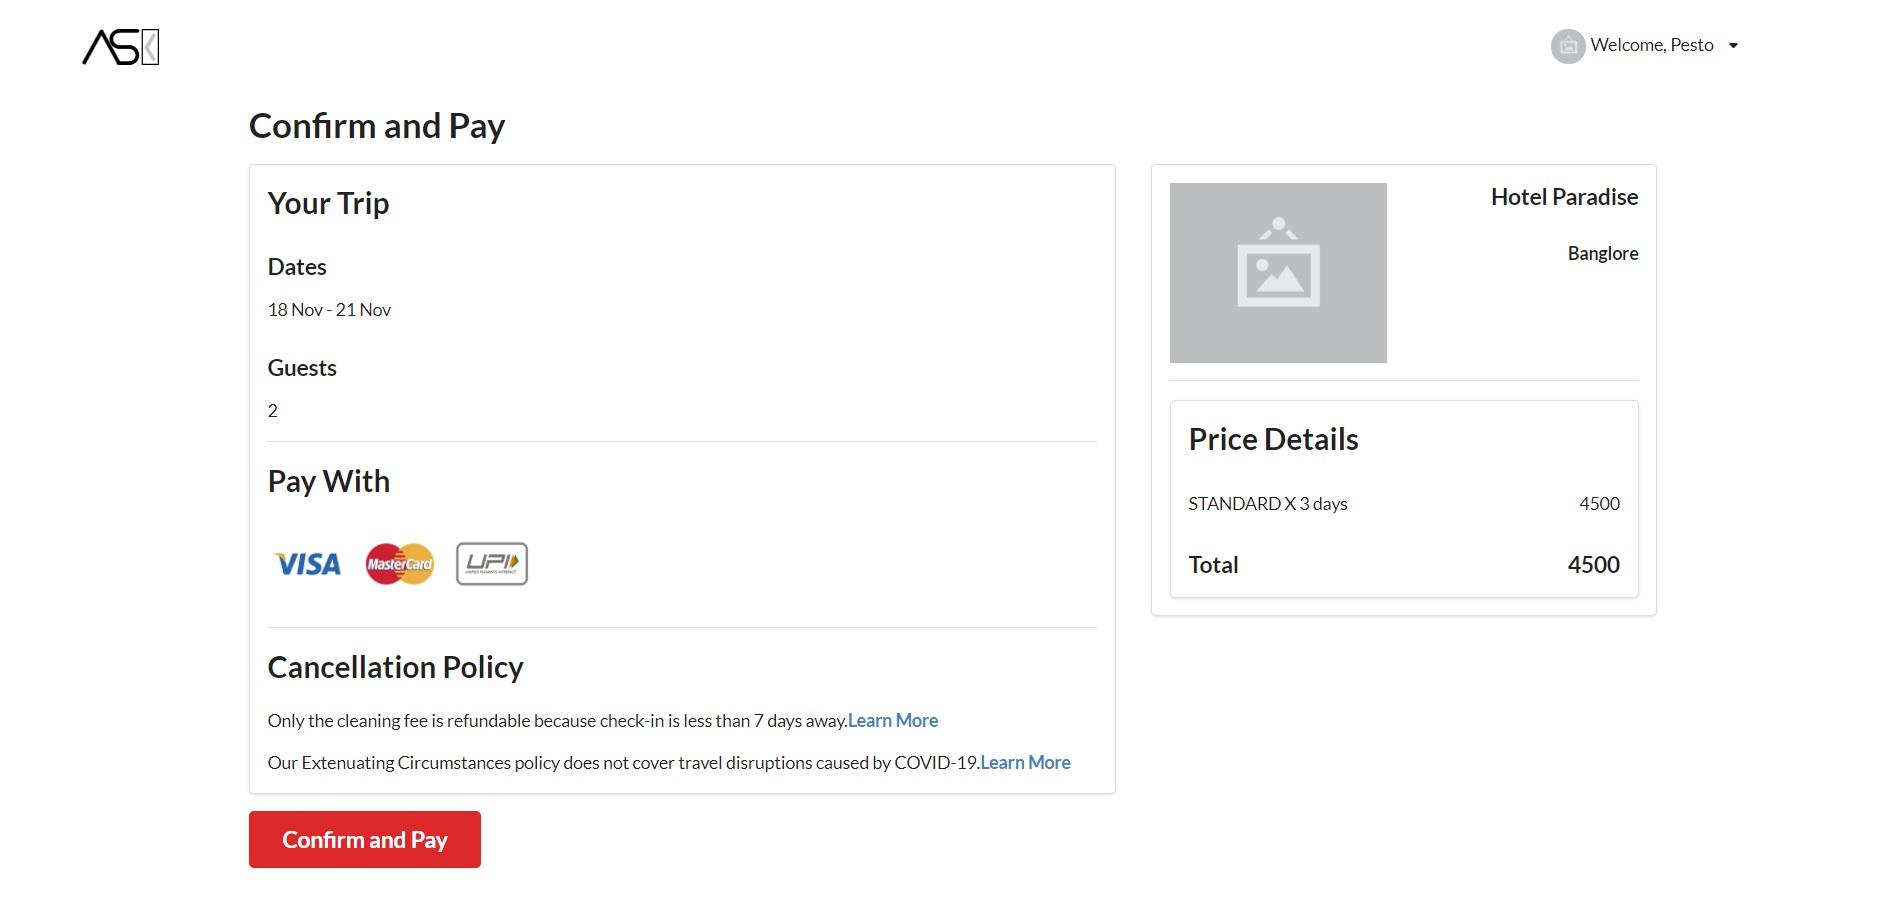 ASK
Welcome, Pesto
Confirm and Pay
Your Trip
Dates
18 Nov - 21 Nov
Guests
2
Pay With
VISA MasterCard UPI
UNIFIED PAYMENTS INTERFACE
Cancellation Policy
Only the cleaning fee is refundable because check-in is less than 7 days away.Learn More
Our Extenuating Circumstances policy does not cover travel disruptions caused by COVID-19.Learn More
Confirm and Pay
Hotel Paradise
Banglore
Price Details
STANDARD X 3 days 4500
Total 4500